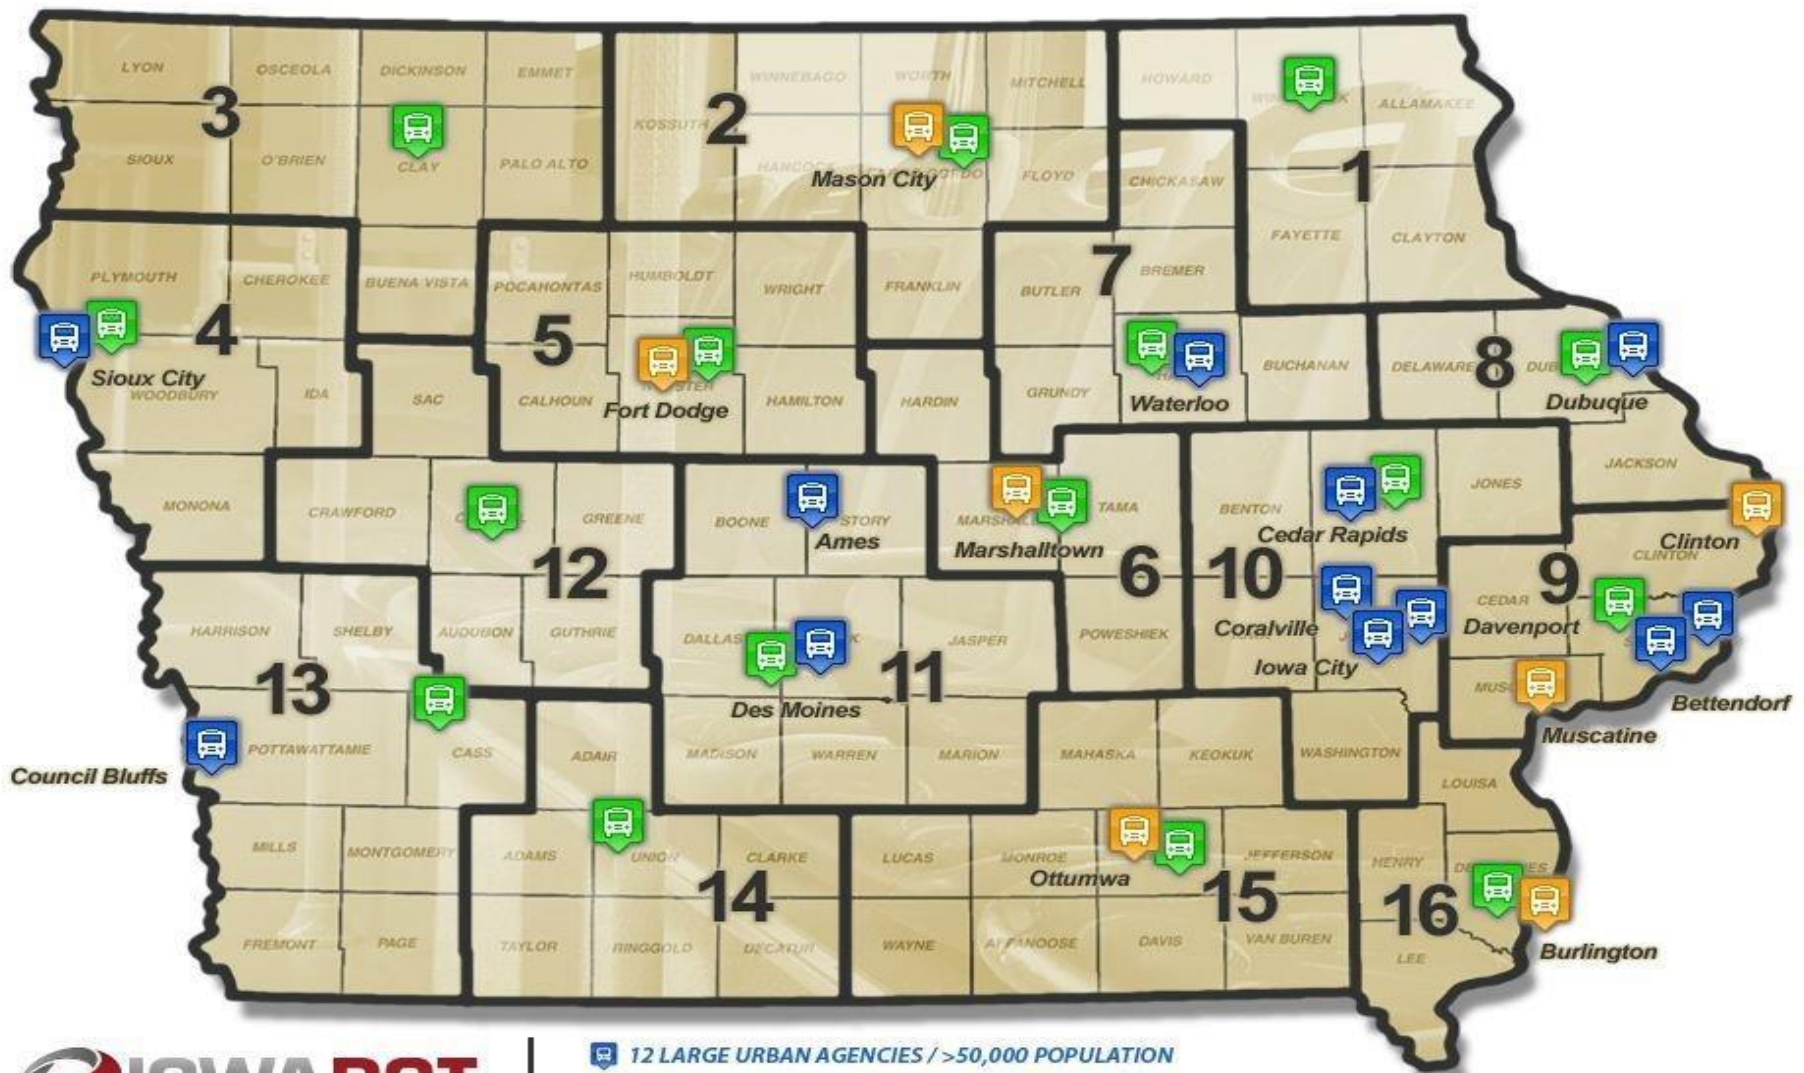 LYON
OSCEOLA
DICKINSON
EMMET
3
SIOUX
O'BRIEN
CLAY
PALO ALTO
WINNEBAGO
WORTH
MITCHELL
KOSSUTH
2
HANCOCK
FLOYD
Mason City
HOWARD
ALLAMAKEE
1
CHICKASAW
FAYETTE
CLAYTON
PLYMOUTH
CHEROKEE
BUENA VISTA
POCAHONTAS
HUMBOLDT
WRIGHT
FRANKLIN
BUTLER
7
BREMER
4
5
Sioux City
WOODBURY
IDA
SAC
CALHOUN
Fort Dodge
HAMILTON
HARDIN
GRUNDY
Waterloo
BUCHANAN
DELAWARE
8
Dubuque
JACKSON
MONONA
CRAWFORD
GREENE
BOONE
STORY
Ames
TAMA
Marshalltown
BENTON
JONES
Cedar Rapids
Clinton
CLINTON
12
6
10
9
CEDAR
HARRISON
SHELBY
AUDUBON
GUTHRIE
DALLAS
JASPER
POWESHIEK
Coralville
Davenport
Iowa City
13
11
Des Moines
Bettendorf
Muscatine
POTTAWATTAMIE
CASS
ADAIR
MADISON
WARREN
MARION
MAHASKA
KEOKUK
WASHINGTON
LOUISA
Council Bluffs
MILLS
MONTGOMERY
ADAMS
UNION
CLARKE
LUCAS
MONROE
JEFFERSON
HENRY
Ottumwa
14
15
16
FREMONT
PAGE
TAYLOR
RINGGOLD
DECATUR
WAYNE
APPANOOSE
DAVIS
VAN BUREN
LEE
Burlington
IOWADOT
12 LARGE URBAN AGENCIES / >50,000 POPULATION